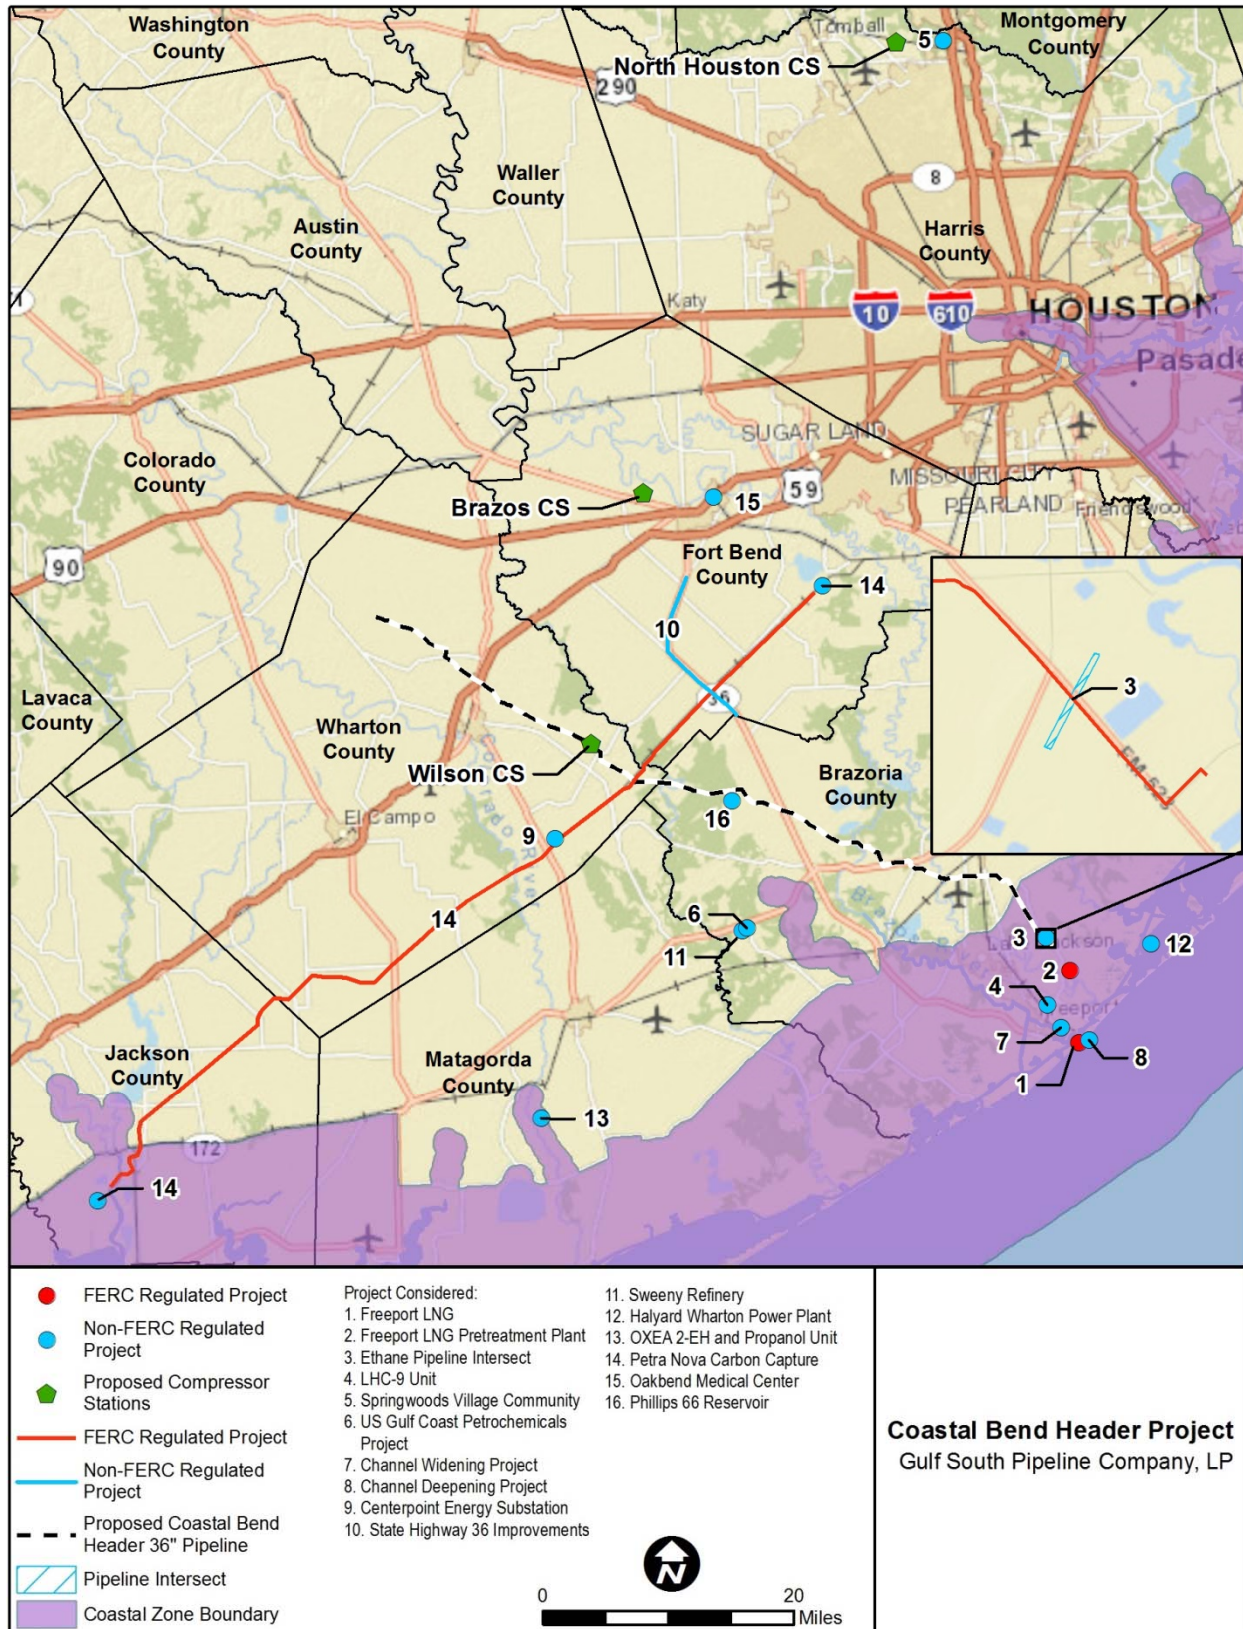 Washington
County
Tomball
Montgomery
County
5
North Houston CS
290
Waller
County
8
Austin
County
Harris
County
Katy
10
610
HOUSTON
Pasade
Colorado
County
SUGAR LAND
MISSOURI CITY
59
Brazos CS
15
PEARLAND
Friendswood
90
Fort Bend
County
14
10
3
FM 523
Lavaca
County
36
Wharton
County
Colorado River
Wilson CS
Brazoria
County
16
El Campo
9
14
6
11
3
Lake Jackson
12
2
4
Freeport
7
8
1
Jackson
County
Matagorda
County
13
172
14
FERC Regulated Project
Non-FERC Regulated
Project
Proposed Compressor
Stations
FERC Regulated Project
Non-FERC Regulated
Project
Proposed Coastal Bend
Header 36" Pipeline
Pipeline Intersect
Coastal Zone Boundary
Project Considered:
1. Freeport LNG
2. Freeport LNG Pretreatment Plant
3. Ethane Pipeline Intersect
4. LHC-9 Unit
5. Springwoods Village Community
6. US Gulf Coast Petrochemicals
Project
7. Channel Widening Project
8. Channel Deepening Project
9. Centerpoint Energy Substation
10. State Highway 36 Improvements
11. Sweeny Refinery
12. Halyard Wharton Power Plant
13. OXEA 2-EH and Propanol Unit
14. Petra Nova Carbon Capture
15. Oakbend Medical Center
16. Phillips 66 Reservoir
N
0
20
Miles
Coastal Bend Header Project
Gulf South Pipeline Company, LP